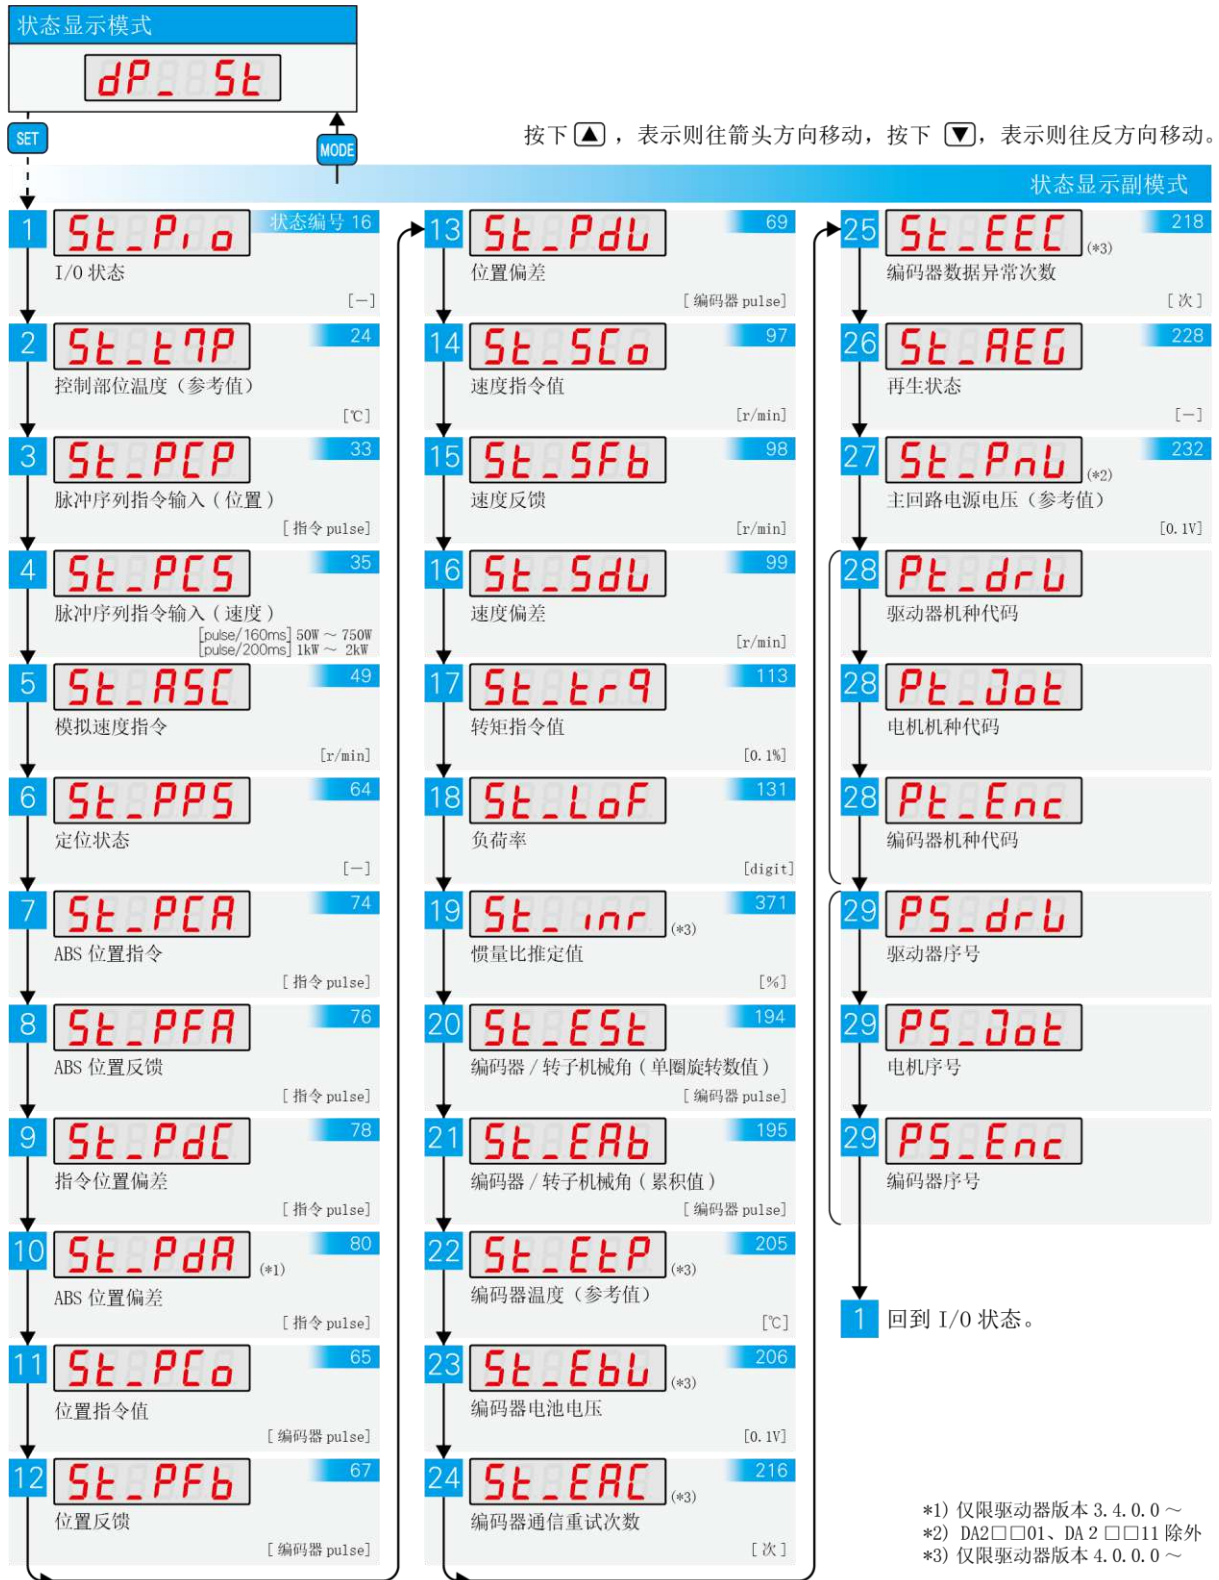 状态显示模式
dP_ St
SET
MODE
按下▲，表示则往箭头方向移动，按下 ▼，表示则往反方向移动。
状态显示副模式
1 St_Pio 状态编号 16
I/O 状态
[—]
2 St_t7P 24
控制部位温度（参考值）
[℃]
3 St_PCP 33
脉冲序列指令输入（位置）
[指令 pulse]
4 St_PCS 35
脉冲序列指令输入（速度）
[pulse/160ms] 50W ～ 750W
[pulse/200ms] 1kW ～ 2kW
5 St_ASC 49
模拟速度指令
[r/min]
6 St_PPS 64
定位状态
[—]
7 St_PCA 74
ABS 位置指令
[指令 pulse]
8 St_PFA 76
ABS 位置反馈
[指令 pulse]
9 St_PdC 78
指令位置偏差
[指令 pulse]
10 St_PdA (*1) 80
ABS 位置偏差
[指令 pulse]
11 St_PCo 65
位置指令值
[编码器 pulse]
12 St_PFb 67
位置反馈
[编码器 pulse]
13 St_PdU 69
位置偏差
[编码器 pulse]
14 St_SCo 97
速度指令值
[r/min]
15 St_SFb 98
速度反馈
[r/min]
16 St_SdU 99
速度偏差
[r/min]
17 St_trq 113
转矩指令值
[0.1%]
18 St_LoF 131
负荷率
[digit]
19 St_inr (*3) 371
惯量比推定值
[%]
20 St_ESt 194
编码器 / 转子机械角（单圈旋转数值）
[编码器 pulse]
21 St_EAb 195
编码器 / 转子机械角（累积值）
[编码器 pulse]
22 St_EtP (*3) 205
编码器温度（参考值）
[℃]
23 St_EbU (*3) 206
编码器电池电压
[0.1V]
24 St_EAC (*3) 216
编码器通信重试次数
[次]
25 St_EEC (*3) 218
编码器数据异常次数
[次]
26 St_AEG 228
再生状态
[—]
27 St_PnU (*2) 232
主回路电源电压（参考值）
[0.1V]
28 Pt_drU
驱动器机种代码
28 Pt_Jot
电机机种代码
28 Pt_Enc
编码器机种代码
29 PS_drU
驱动器序号
29 PS_Jot
电机序号
29 PS_Enc
编码器序号
1 回到 I/O 状态。
*1) 仅限驱动器版本 3.4.0.0 ～
*2) DA2□□01、DA 2 □□11 除外
*3) 仅限驱动器版本 4.0.0.0 ～